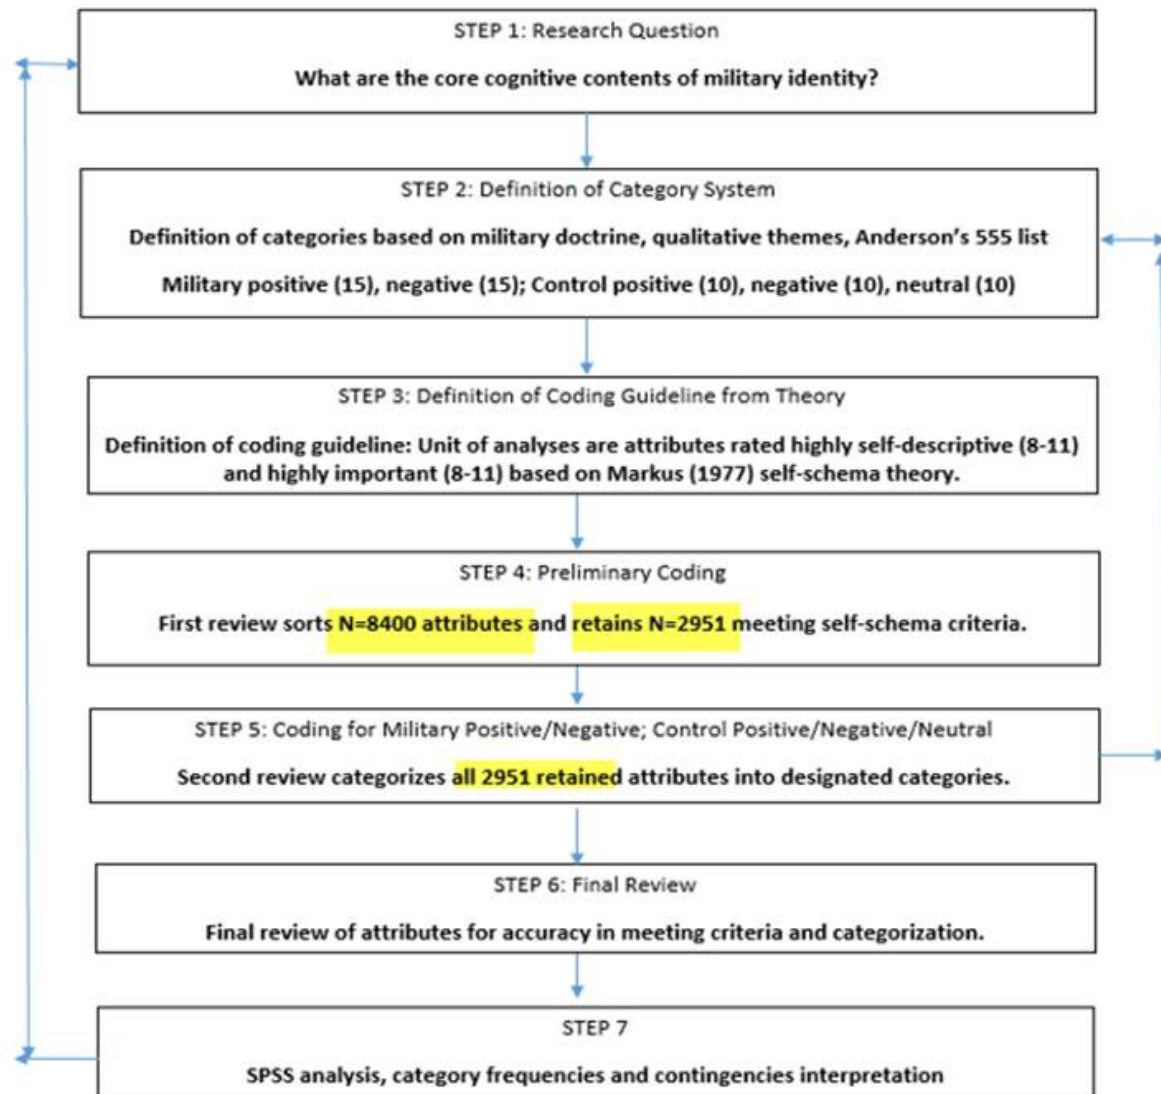 STEP 1: Research Question
What are the core cognitive contents of military identity?
STEP 2: Definition of Category System
Definition of categories based on military doctrine, qualitative themes, Anderson's 555 list
Military positive (15), negative (15); Control positive (10), negative (10), neutral (10)
STEP 3: Definition of Coding Guideline from Theory
Definition of coding guideline: Unit of analyses are attributes rated highly self-descriptive (8-11)
and highly important (8-11) based on Markus (1977) self-schema theory.
STEP 4: Preliminary Coding
First review sorts N=8400 attributes and retains N=2951 meeting self-schema criteria.
STEP 5: Coding for Military Positive/Negative; Control Positive/Negative/Neutral
Second review categorizes all 2951 retained attributes into designated categories.
STEP 6: Final Review
Final review of attributes for accuracy in meeting criteria and categorization.
STEP 7
SPSS analysis, category frequencies and contingencies interpretation